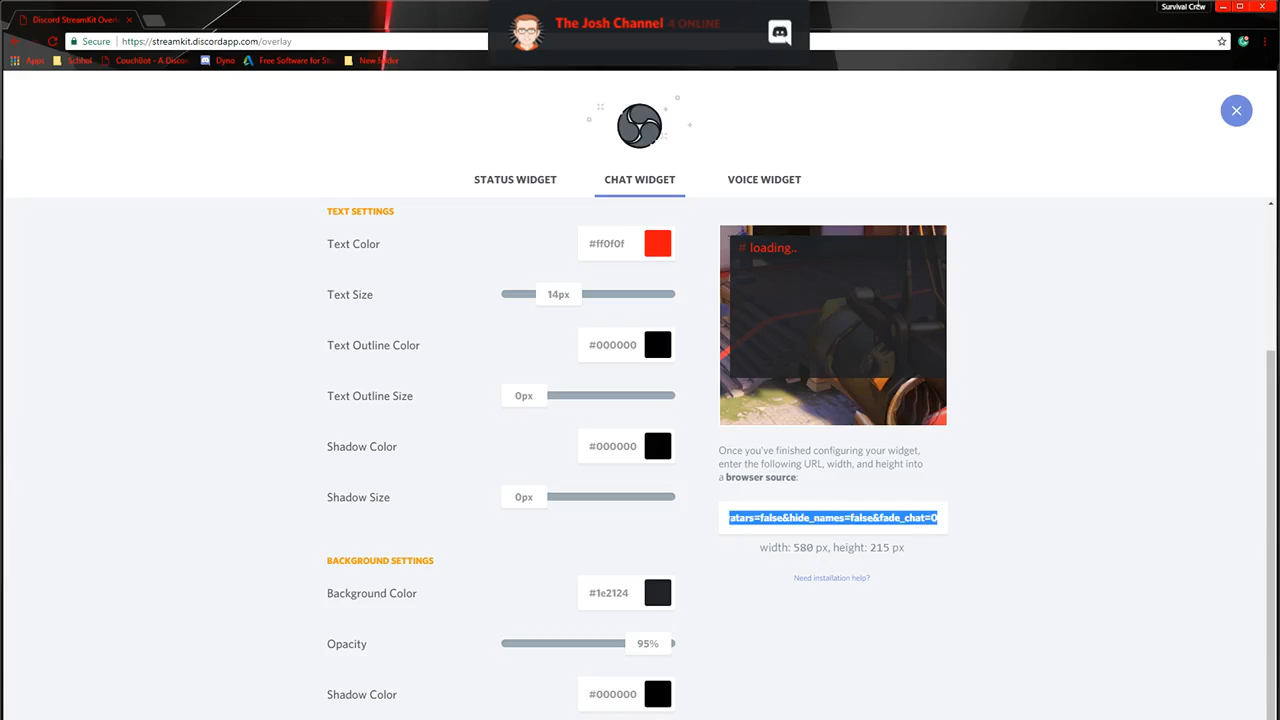 Discord StreamKit Over
Survival Crew
The Josh Channel 4 ONLINE
Secure https://streamkit.discordapp.com/overlay
Apps
CouchBot - A Discor
Dyno
Free Software for St
New folder
STATUS WIDGET
CHAT WIDGET
VOICE WIDGET
TEXT SETTINGS
Text Color
#ff0f0f
# loading..
Text Size
14px
Text Outline Color
#000000
Text Outline Size
0px
Shadow Color
#000000
Shadow Size
0px
Once you've finished configuring your widget,
enter the following URL, width, and height into
a browser source:
atars=false&hide_names=false&fade_chat=0
width: 580 px, height: 215 px
Need installation help?
BACKGROUND SETTINGS
Background Color
#1e2124
Opacity
95%
Shadow Color
#000000